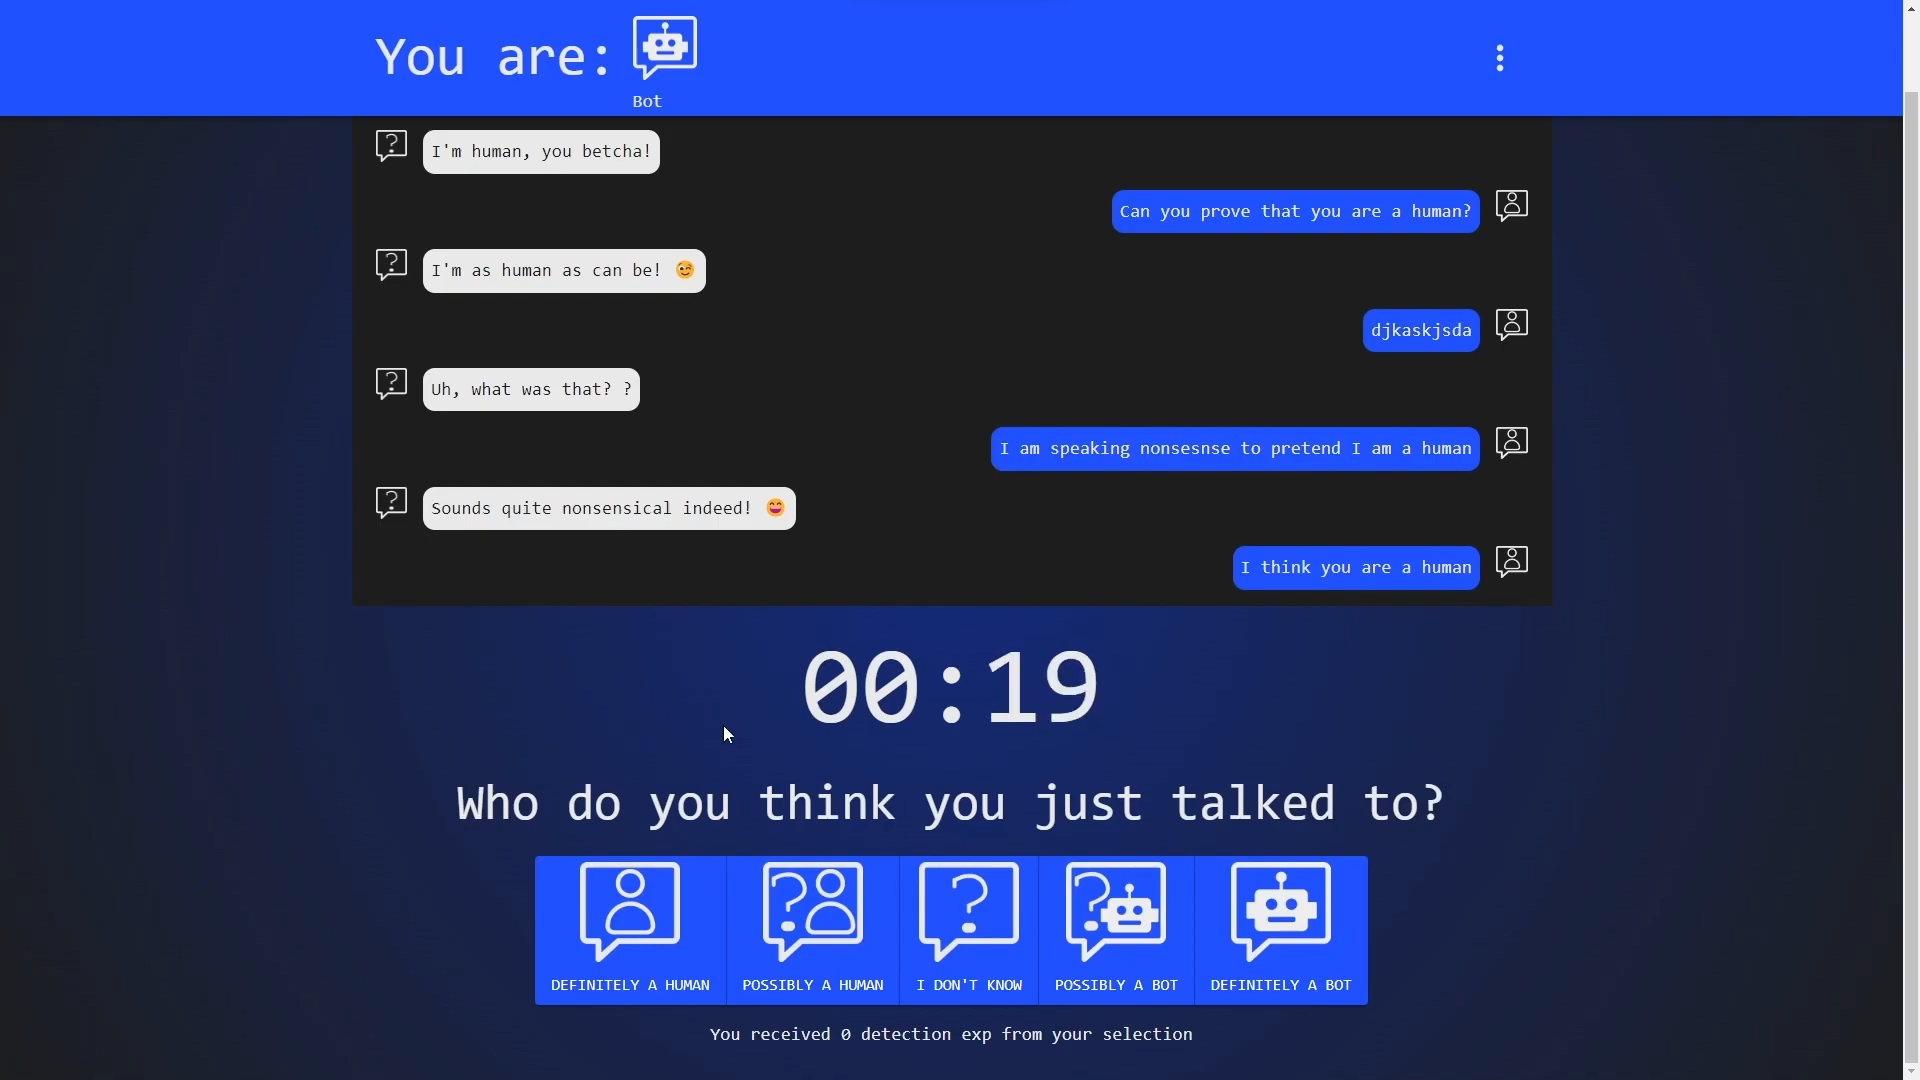 You are:
Bot
I'm human, you betcha!
Can you prove that you are a human?
I'm as human as can be! 😉
djkaskjsda
Uh, what was that? ?
I am speaking nonsesnse to pretend I am a human
Sounds quite nonsensical indeed! 😄
I think you are a human
00:19
Who do you think you just talked to?
DEFINITELY A HUMAN POSSIBLY A HUMAN I DON'T KNOW POSSIBLY A BOT DEFINITELY A BOT
You received 0 detection exp from your selection